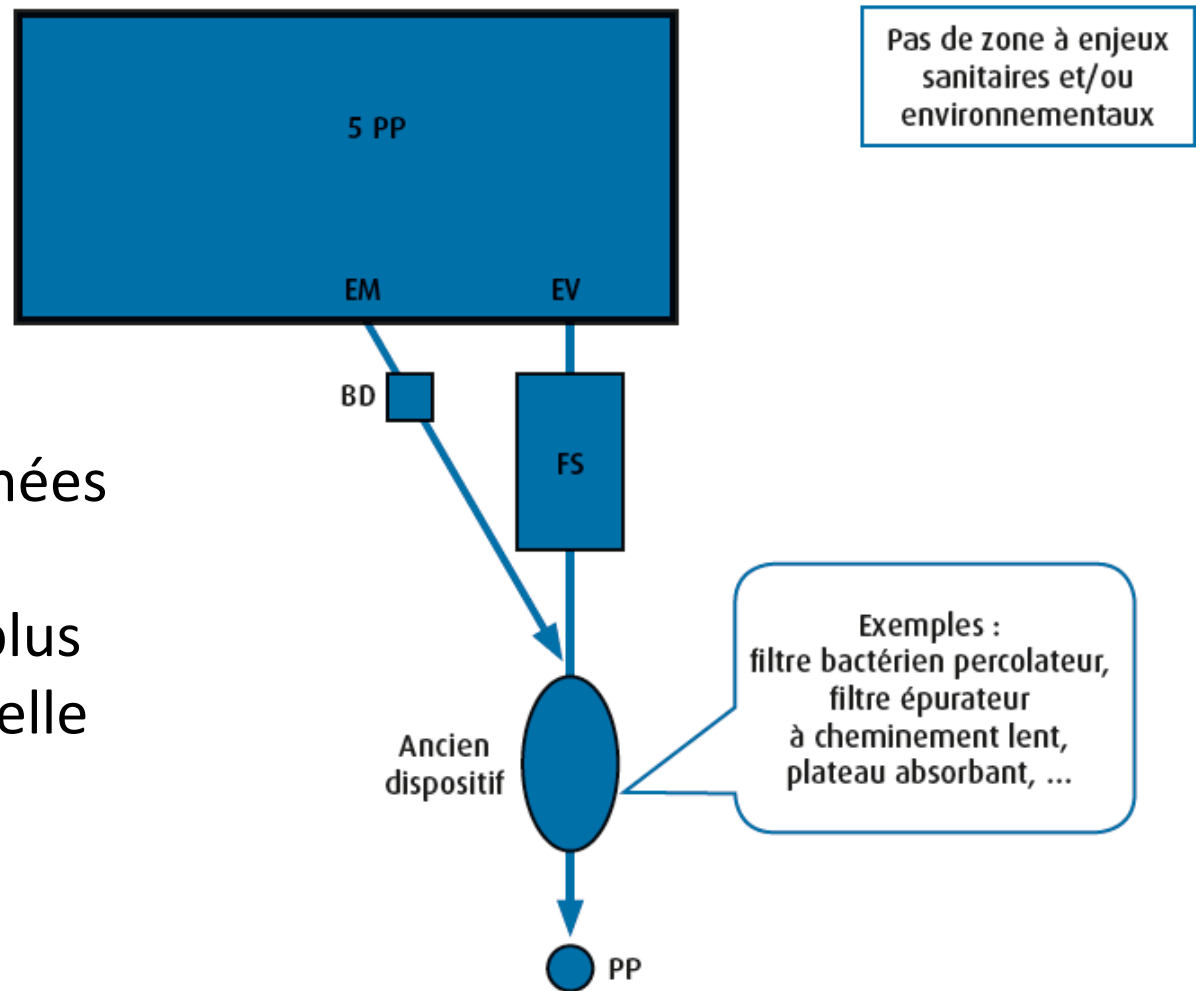 Pas de zone à enjeux
sanitaires et/ou
environnementaux
5 PP
EM
EV
BD
FS
nées
plus
elle
Exemples :
filtre bactérien percolateur,
filtre épurateur
à cheminement lent,
plateau absorbant, ...
Ancien
dispositif
PP